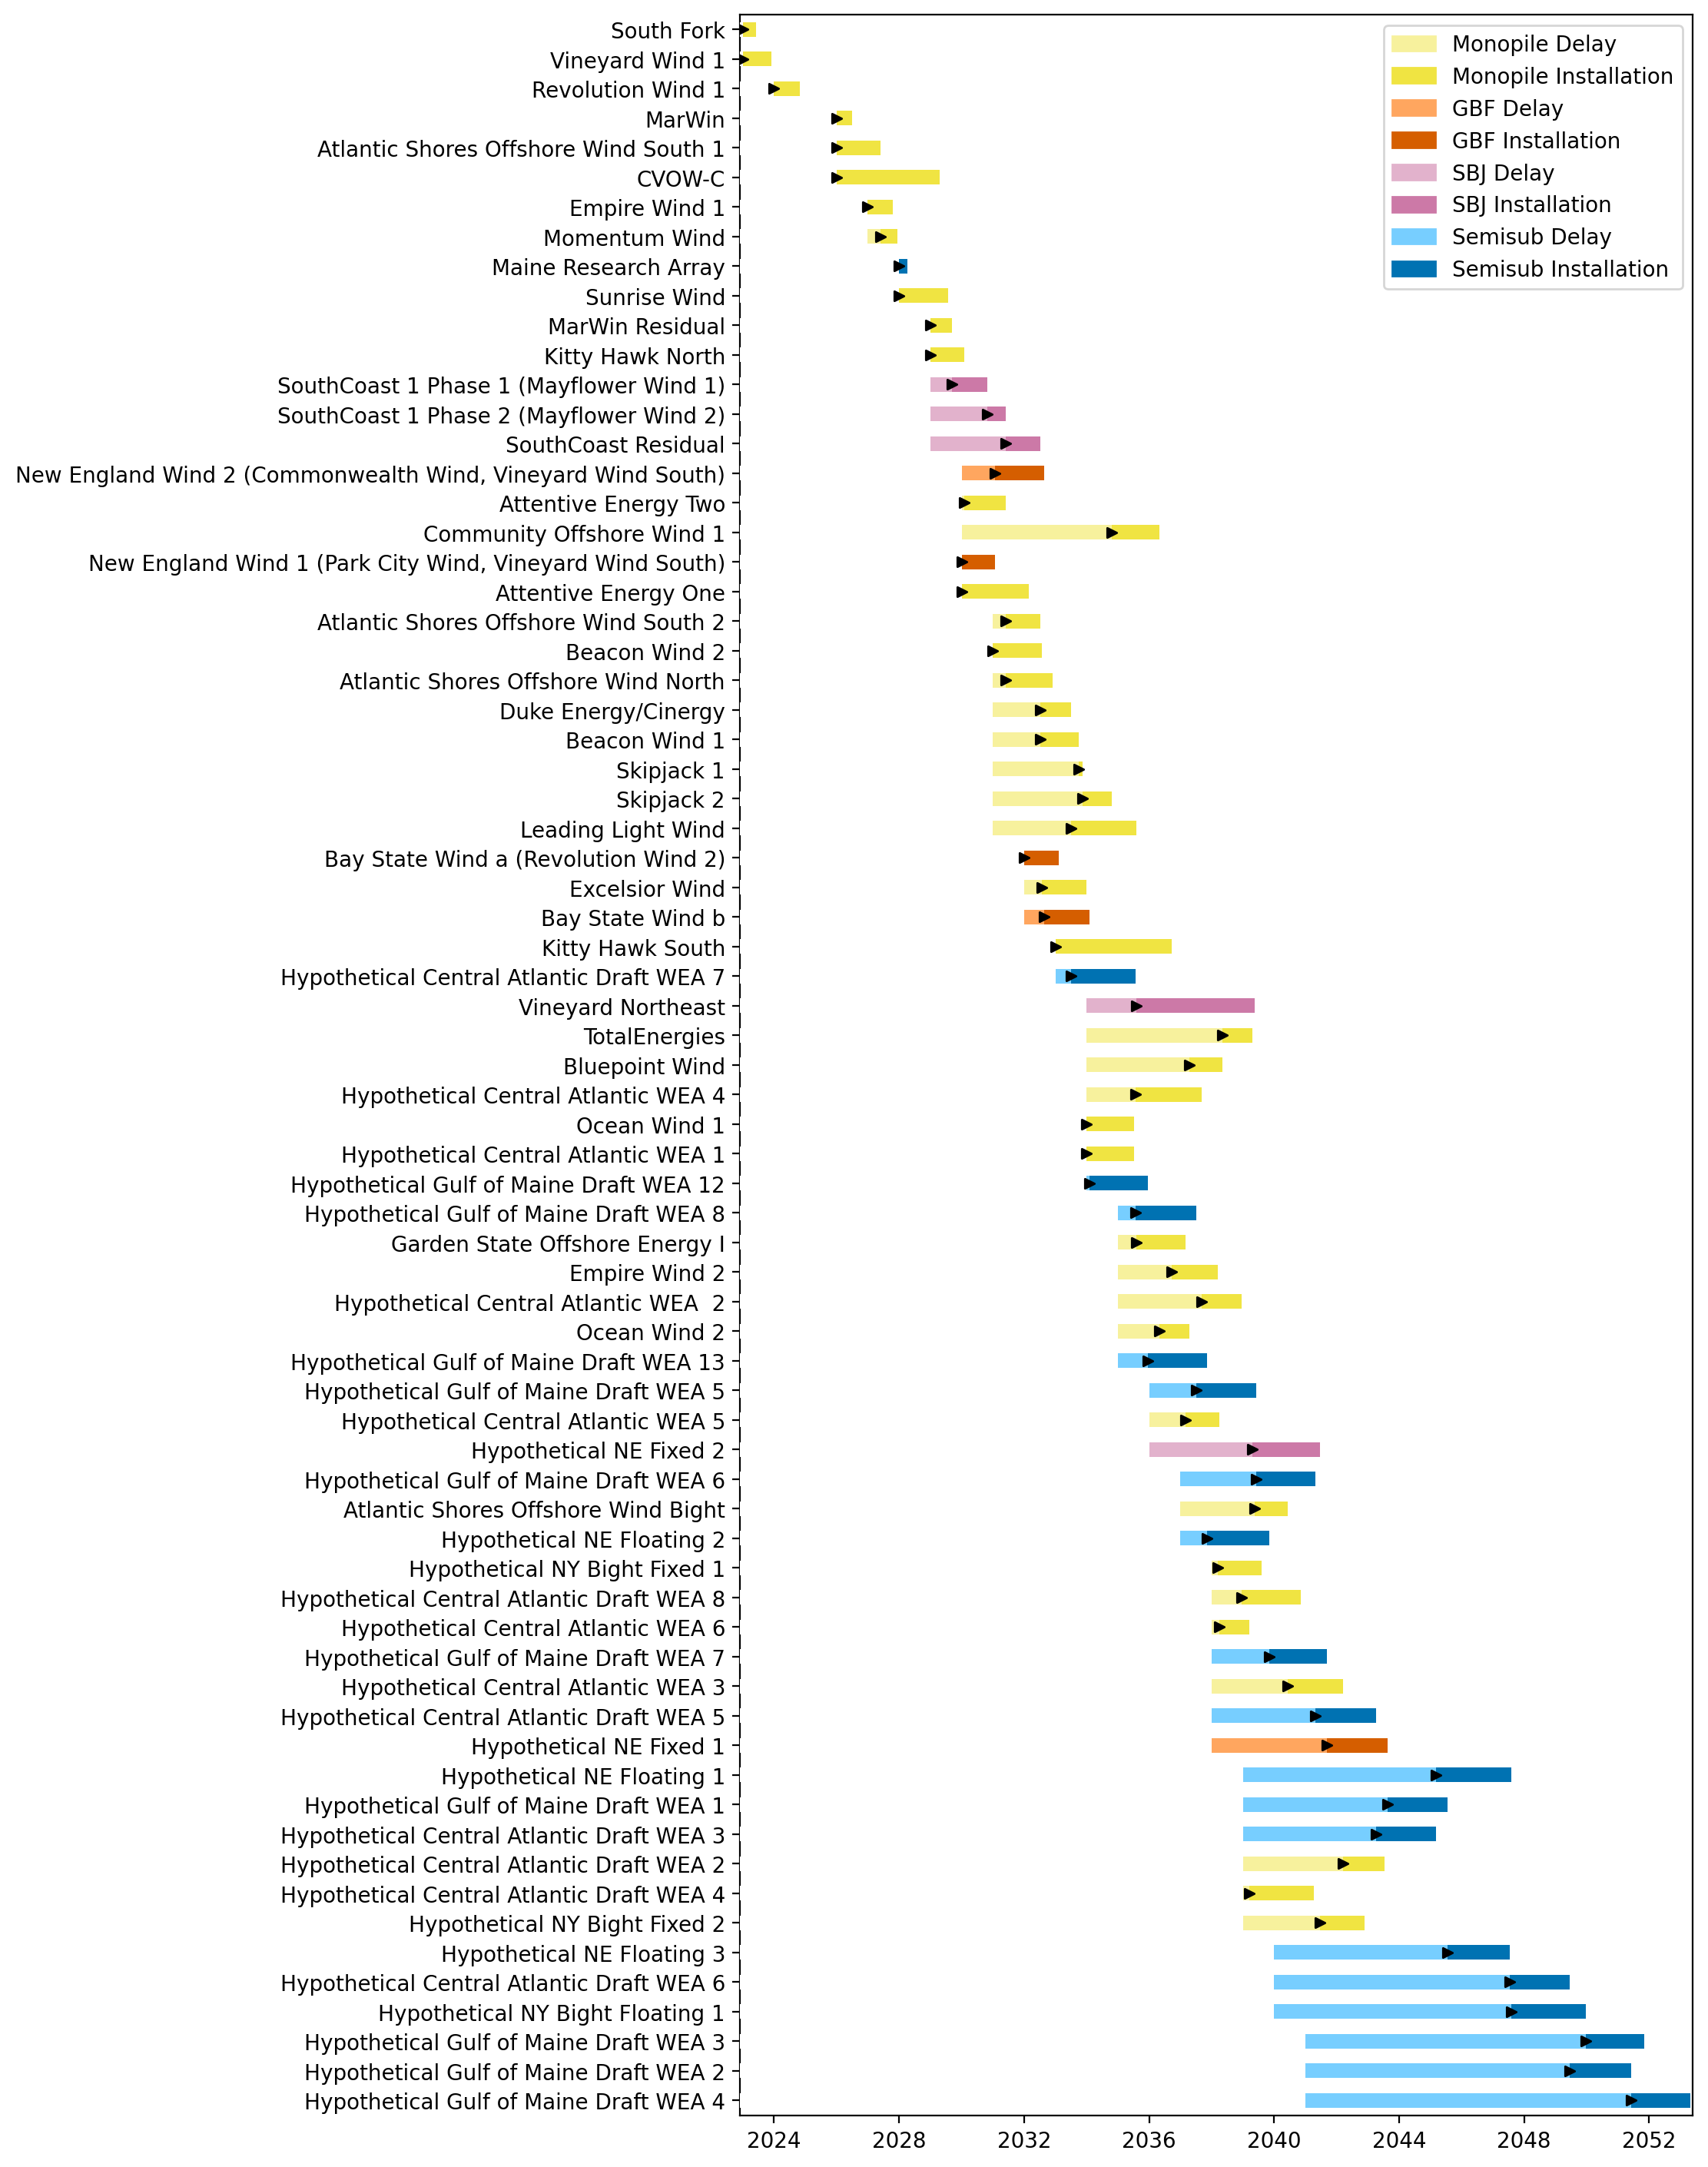 South Fork
Vineyard Wind 1
Revolution Wind 1
MarWin
Atlantic Shores Offshore Wind South 1
CVOW-C
Empire Wind 1
Momentum Wind
Maine Research Array
Sunrise Wind
MarWin Residual
Kitty Hawk North
SouthCoast 1 Phase 1 (Mayflower Wind 1)
SouthCoast 1 Phase 2 (Mayflower Wind 2)
SouthCoast Residual
New England Wind 2 (Commonwealth Wind, Vineyard Wind South)
Attentive Energy Two
Community Offshore Wind 1
New England Wind 1 (Park City Wind, Vineyard Wind South)
Attentive Energy One
Atlantic Shores Offshore Wind South 2
Beacon Wind 2
Atlantic Shores Offshore Wind North
Duke Energy/Cinergy
Beacon Wind 1
Skipjack 1
Skipjack 2
Leading Light Wind
Bay State Wind a (Revolution Wind 2)
Excelsior Wind
Bay State Wind b
Kitty Hawk South
Hypothetical Central Atlantic Draft WEA 7
Vineyard Northeast
TotalEnergies
Bluepoint Wind
Hypothetical Central Atlantic WEA 4
Ocean Wind 1
Hypothetical Central Atlantic WEA 1
Hypothetical Gulf of Maine Draft WEA 12
Hypothetical Gulf of Maine Draft WEA 8
Garden State Offshore Energy I
Empire Wind 2
Hypothetical Central Atlantic WEA  2
Ocean Wind 2
Hypothetical Gulf of Maine Draft WEA 13
Hypothetical Gulf of Maine Draft WEA 5
Hypothetical Central Atlantic WEA 5
Hypothetical NE Fixed 2
Hypothetical Gulf of Maine Draft WEA 6
Atlantic Shores Offshore Wind Bight
Hypothetical NE Floating 2
Hypothetical NY Bight Fixed 1
Hypothetical Central Atlantic Draft WEA 8
Hypothetical Central Atlantic WEA 6
Hypothetical Gulf of Maine Draft WEA 7
Hypothetical Central Atlantic WEA 3
Hypothetical Central Atlantic Draft WEA 5
Hypothetical NE Fixed 1
Hypothetical NE Floating 1
Hypothetical Gulf of Maine Draft WEA 1
Hypothetical Central Atlantic Draft WEA 3
Hypothetical Central Atlantic Draft WEA 2
Hypothetical Central Atlantic Draft WEA 4
Hypothetical NY Bight Fixed 2
Hypothetical NE Floating 3
Hypothetical Central Atlantic Draft WEA 6
Hypothetical NY Bight Floating 1
Hypothetical Gulf of Maine Draft WEA 3
Hypothetical Gulf of Maine Draft WEA 2
Hypothetical Gulf of Maine Draft WEA 4
Monopile Delay
Monopile Installation
GBF Delay
GBF Installation
SBJ Delay
SBJ Installation
Semisub Delay
Semisub Installation
2024 2028 2032 2036 2040 2044 2048 2052